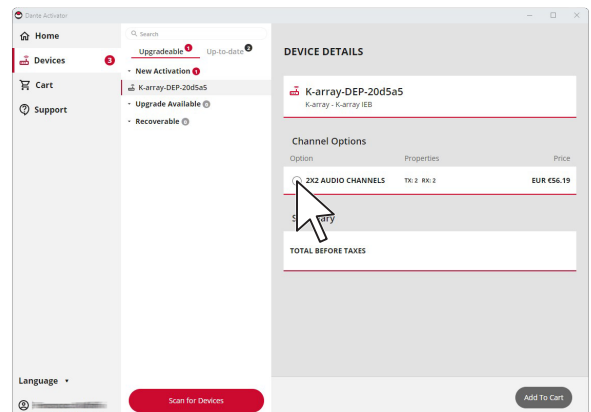 Dante Activator
Home
Devices 3
Cart
Support
Language
Search
Upgradeable 1 Up-to-date 2
New Activation 1
K-array-DEP-20d5a5
Upgrade Available 0
Recoverable 0
Scan for Devices
DEVICE DETAILS
K-array-DEP-20d5a5
K-array - K-array IEB
Channel Options
Option Properties Price
2X2 AUDIO CHANNELS TX: 2 RX: 2 EUR €56.19
TOTAL BEFORE TAXES
Add To Cart